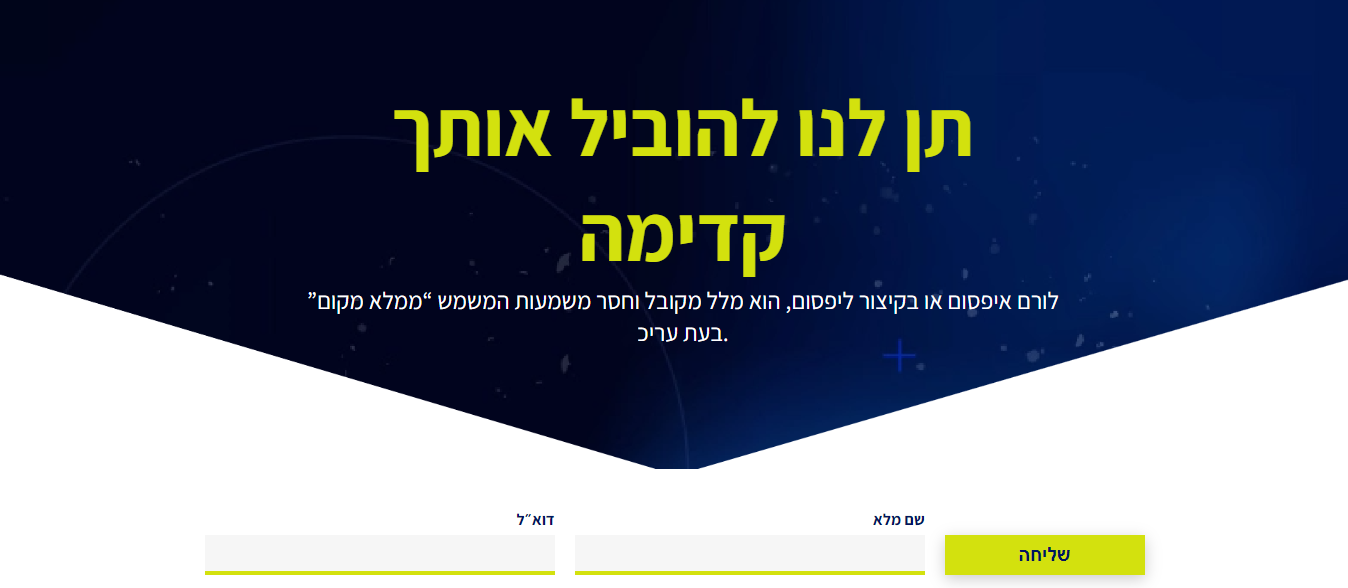 תן לנו להוביל אותך
קדימה
לורם איפסום או בקיצור ליפסום, הוא מלל מקובל וחסר משמעות המשמש “ממלא מקום”
בעת עריכ.
שם מלא
דוא״ל
שליחה